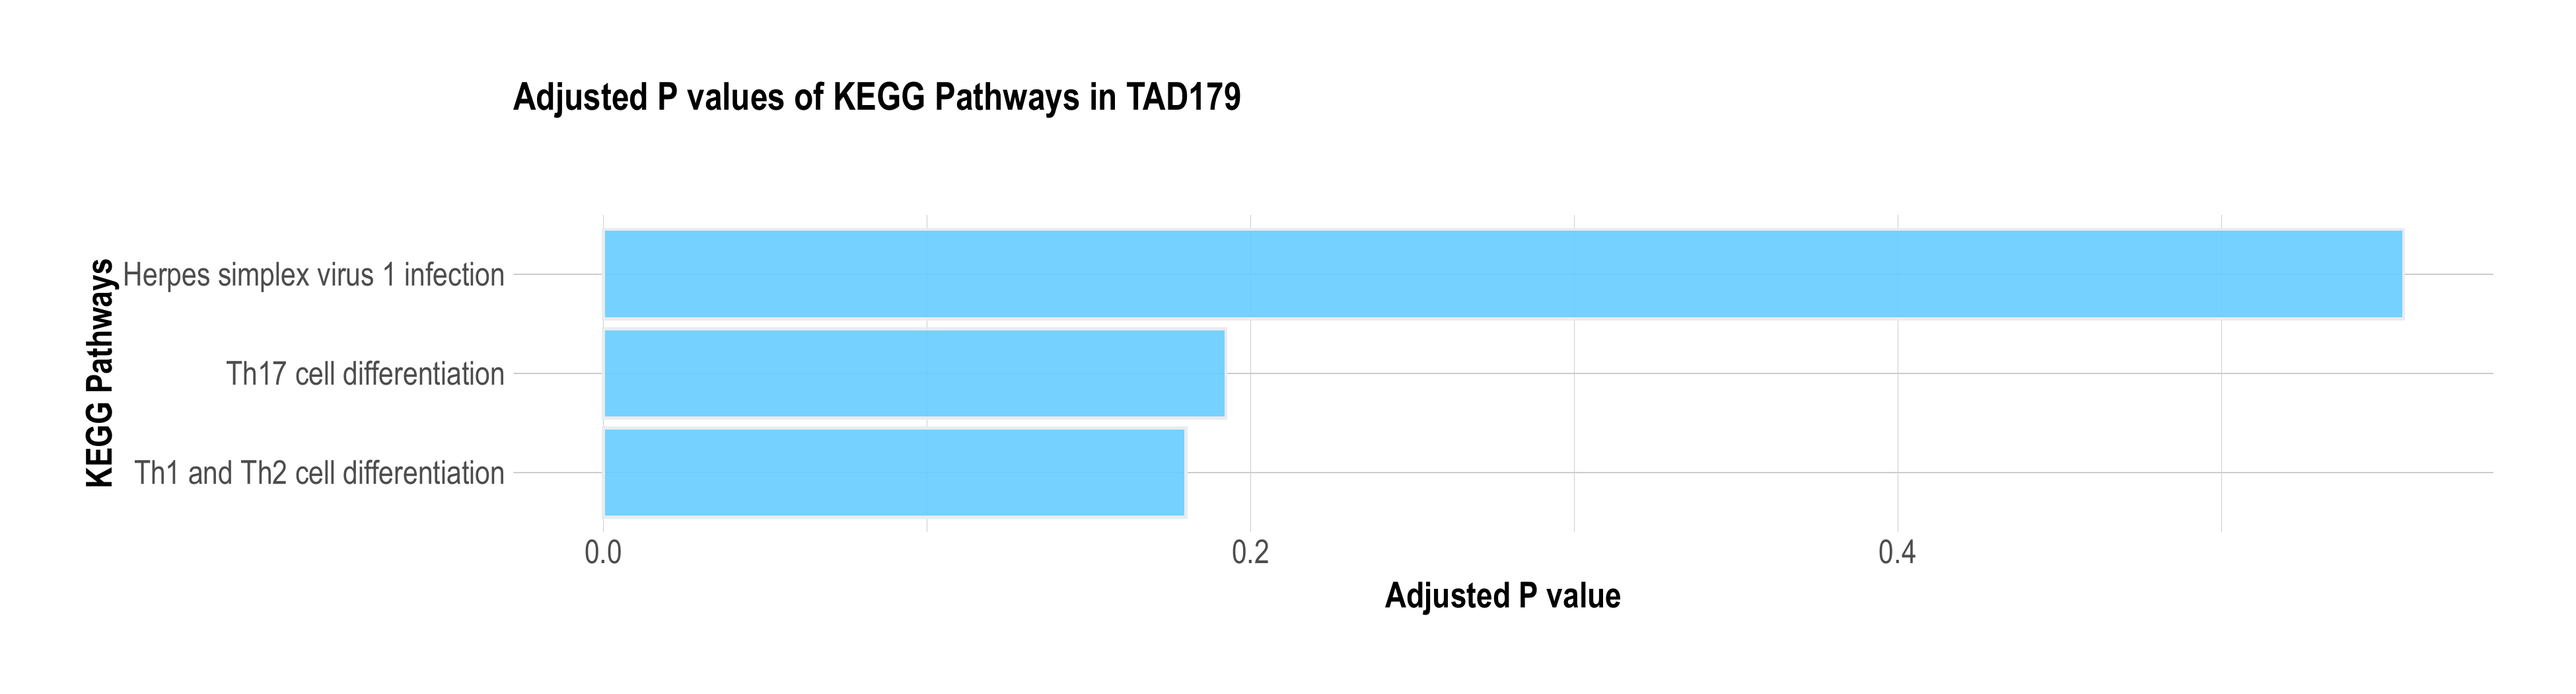 Adjusted P values of KEGG Pathways in TAD179
KEGG Pathways
Herpes simplex virus 1 infection
Th17 cell differentiation
Th1 and Th2 cell differentiation
0.0 0.2 0.4
Adjusted P value